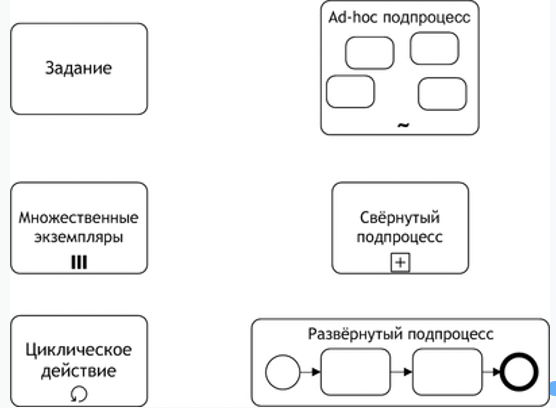 Задание
Ad-hoc подпроцесс
~
Множественные
экземпляры
Свёрнутый
подпроцесс
+
Циклическое
действие
Развёрнутый подпроцесс